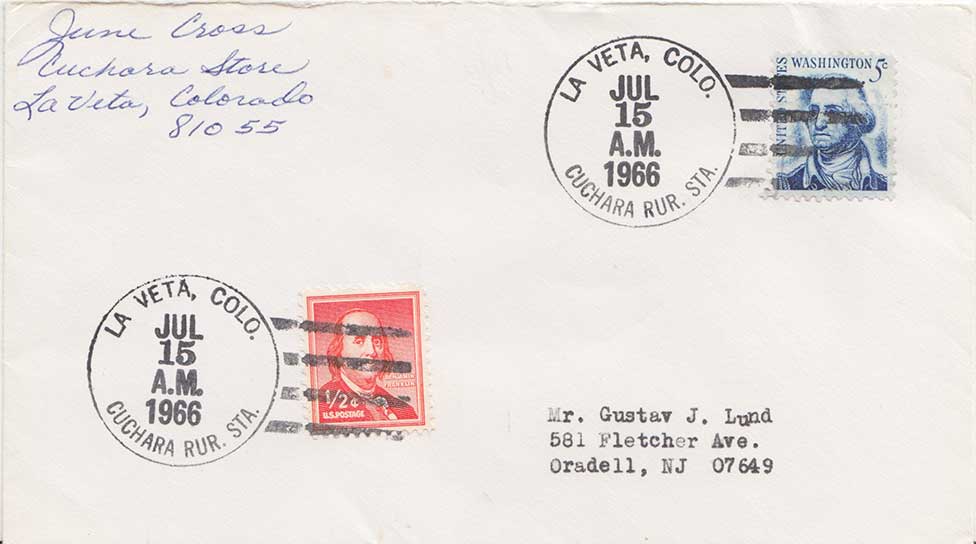 June Cross
Cuchara Store
La Veta, Colorado
81055
LA VETA, COLO.
JUL
15
A.M.
1966
CUCHARA RUR. STA.
UNITED STATES
WASHINGTON 5c
LA VETA, COLO.
JUL
15
A.M.
1966
CUCHARA RUR. STA.
BENJAMIN
FRANKLIN
1/2¢
U.S. POSTAGE
Mr. Gustav J. Lund
581 Fletcher Ave.
Oradell, NJ 07649